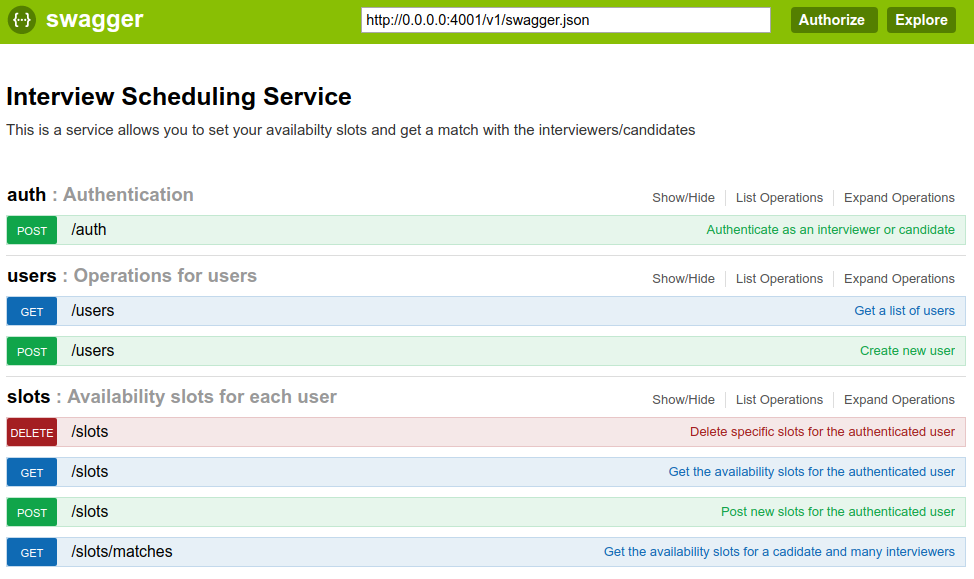 {··} swagger http://0.0.0.0:4001/v1/swagger.json Authorize Explore
Interview Scheduling Service
This is a service allows you to set your availabilty slots and get a match with the interviewers/candidates
auth : Authentication Show/Hide List Operations Expand Operations
POST /auth Authenticate as an interviewer or candidate
users : Operations for users Show/Hide List Operations Expand Operations
GET /users Get a list of users
POST /users Create new user
slots : Availability slots for each user Show/Hide List Operations Expand Operations
DELETE /slots Delete specific slots for the authenticated user
GET /slots Get the availability slots for the authenticated user
POST /slots Post new slots for the authenticated user
GET /slots/matches Get the availability slots for a cadidate and many interviewers